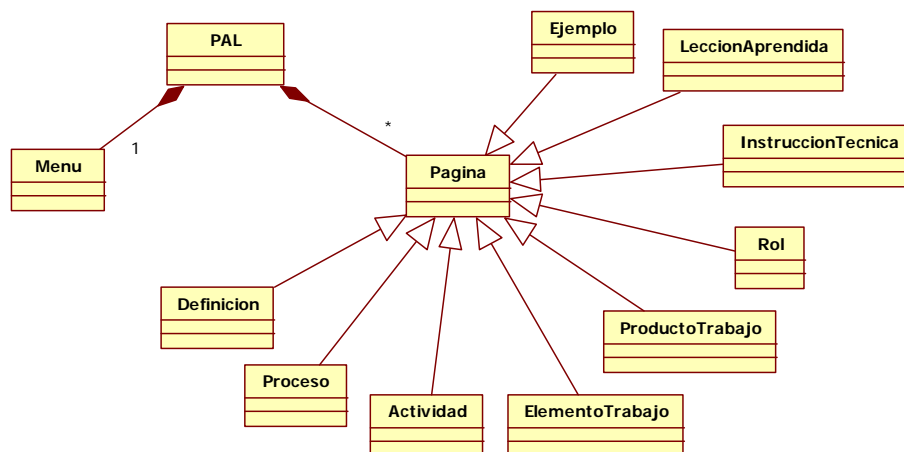 PAL
Ejemplo
LeccionAprendida
*
1
Menu
Pagina
InstruccionTecnica
Rol
Definicion
ProductoTrabajo
Proceso
Actividad
ElementoTrabajo